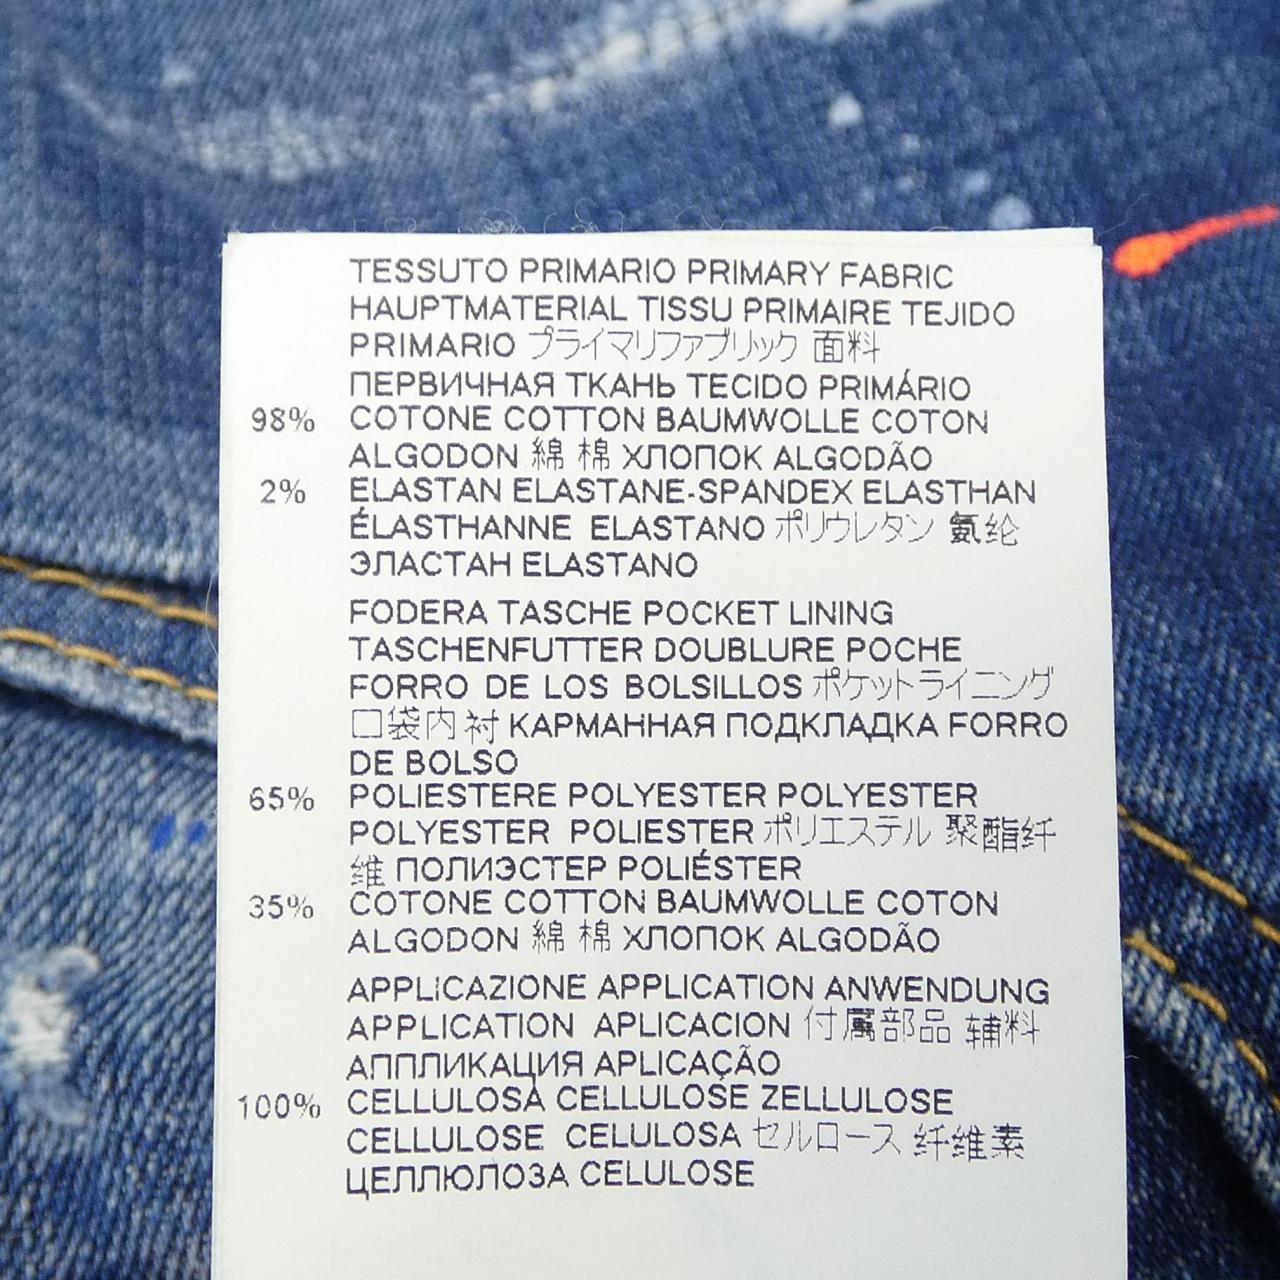 TESSUTO PRIMARIO PRIMARY FABRIC
HAUPTMATERIAL TISSU PRIMAIRE TEJIDO
PRIMARIO プライマリファブリック 面料
ПЕРВИЧНАЯ ТКАНЬ TECIDO PRIMÁRIO
98% COTONE COTTON BAUMWOLLE COTON
ALGODON 綿 棉 ХЛОПОК ALGODÃO
2% ELASTAN ELASTANE-SPANDEX ELASTHAN
ÉLASTHANNE ELASTANO ポリウレタン 氨纶
ЭЛАСТАН ELASTANO
FODERA TASCHE POCKET LINING
TASCHENFUTTER DOUBLURE POCHE
FORRO DE LOS BOLSILLOS ポケットライニング
口袋内衬 КАРМАННАЯ ПОДКЛАДКА FORRO
DE BOLSO
65% POLIESTERE POLYESTER POLYESTER
POLYESTER POLIESTER ポリエステル 聚酯纤
维 ПОЛИЭСТЕР POLIÉSTER
35% COTONE COTTON BAUMWOLLE COTON
ALGODON 綿 棉 ХЛОПОК ALGODÃO
APPLICAZIONE APPLICATION ANWENDUNG
APPLICATION APLICACION 付属部品 辅料
АППЛИКАЦИЯ APLICAÇÃO
100% CELLULOSA CELLULOSE ZELLULOSE
CELLULOSE CELULOSA セルロース 纤维素
ЦЕЛЛЮЛОЗА CELULOSE